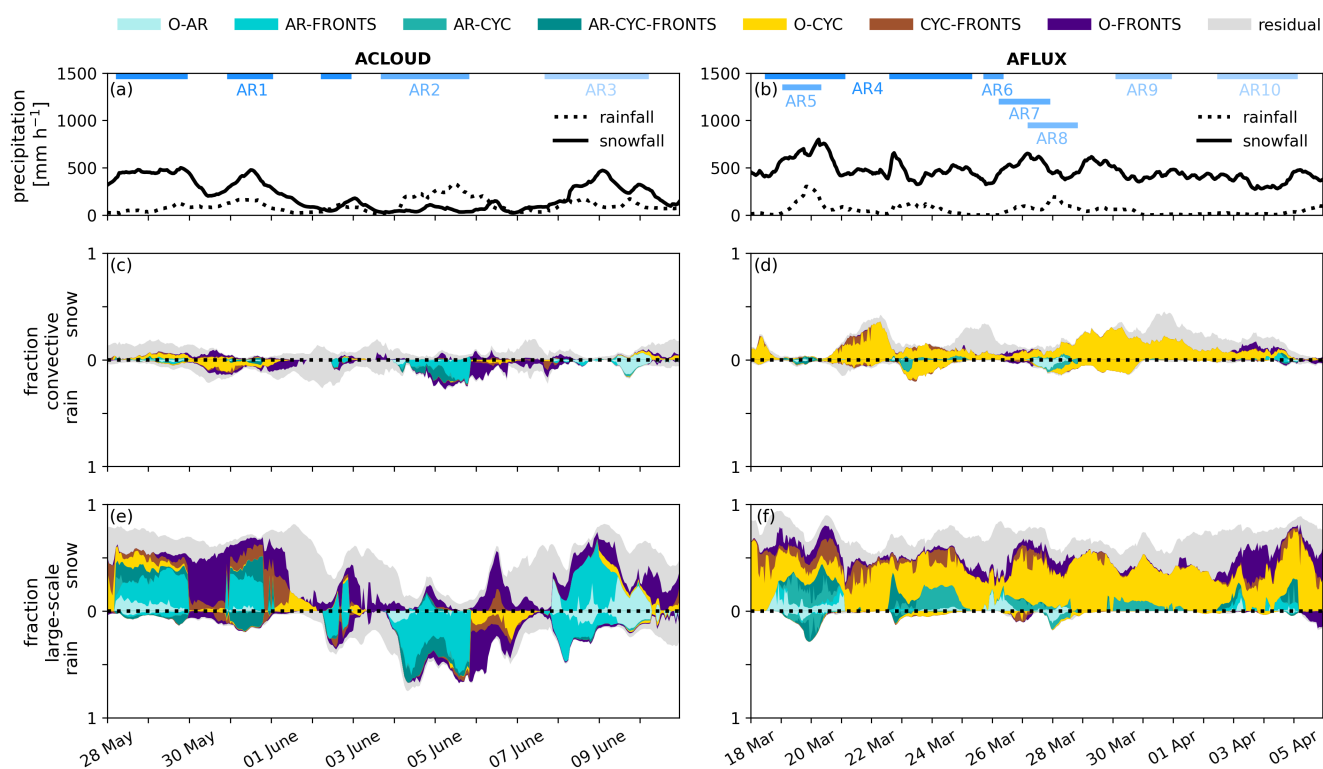 O-AR AR-FRONTS AR-CYC AR-CYC-FRONTS O-CYC CYC-FRONTS O-FRONTS residual
ACLOUD
AFLUX
precipitation
[mm h⁻¹]
1500
1000
500
0
(a)
AR1
AR2
AR3
rainfall
snowfall
1500
1000
500
0
(b)
AR5
AR4
AR6
AR7
AR8
AR9
AR10
rainfall
snowfall
fraction
convective
rain snow
1
0
1
(c)
1
0
1
(d)
fraction
large-scale
rain snow
1
0
1
(e)
1
0
1
(f)
28 May
30 May
01 June
03 June
05 June
07 June
09 June
18 Mar
20 Mar
22 Mar
24 Mar
26 Mar
28 Mar
30 Mar
01 Apr
03 Apr
05 Apr